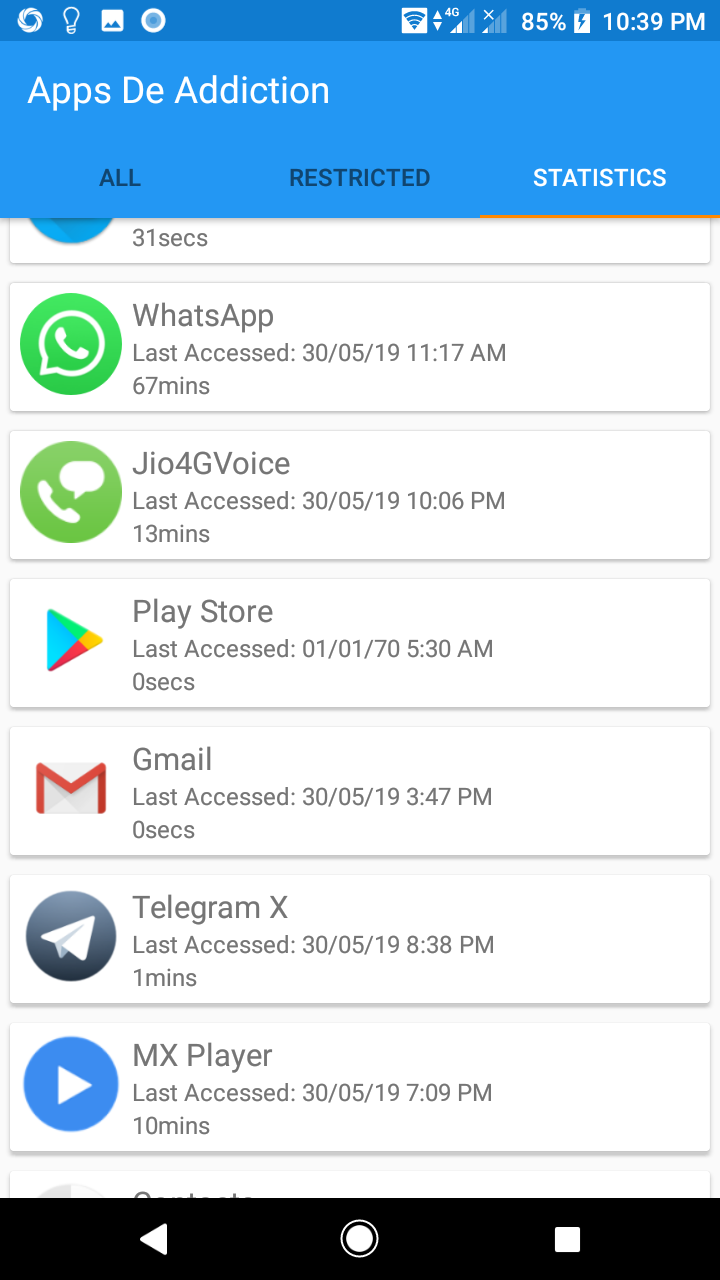 4G 85% 10:39 PM
Apps De Addiction
ALL RESTRICTED STATISTICS
31secs
WhatsApp
Last Accessed: 30/05/19 11:17 AM
67mins
Jio4GVoice
Last Accessed: 30/05/19 10:06 PM
13mins
Play Store
Last Accessed: 01/01/70 5:30 AM
0secs
Gmail
Last Accessed: 30/05/19 3:47 PM
0secs
Telegram X
Last Accessed: 30/05/19 8:38 PM
1mins
MX Player
Last Accessed: 30/05/19 7:09 PM
10mins